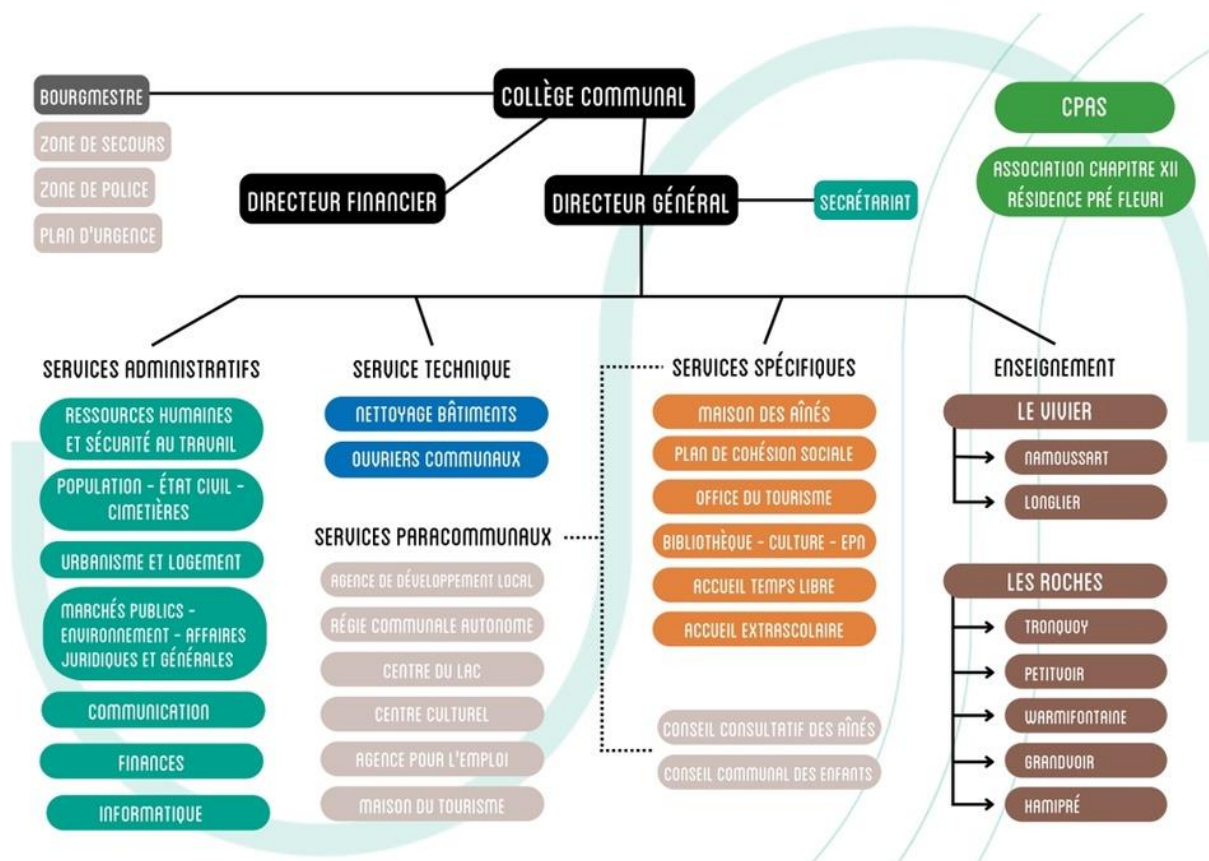 BOURGMESTRE
ZONE DE SECOURS
ZONE DE POLICE
PLAN D'URGENCE
COLLÈGE COMMUNAL
DIRECTEUR FINANCIER
DIRECTEUR GÉNÉRAL
SECRÉTARIAT
CPAS
ASSOCIATION CHAPITRE XII
RÉSIDENCE PRÉ FLEURI
SERVICES ADMINISTRATIFS
RESSOURCES HUMAINES
ET SÉCURITÉ AU TRAVAIL
POPULATION - ÉTAT CIVIL -
CIMETIÈRES
URBANISME ET LOGEMENT
MARCHÉS PUBLICS -
ENVIRONNEMENT - AFFAIRES
JURIDIQUES ET GÉNÉRALES
COMMUNICATION
FINANCES
INFORMATIQUE
SERVICE TECHNIQUE
NETTOYAGE BÂTIMENTS
OUVRIERS COMMUNAUX
SERVICES PARACOMMUNAUX
AGENCE DE DÉVELOPPEMENT LOCAL
RÉGIE COMMUNALE AUTONOME
CENTRE DU LAC
CENTRE CULTUREL
AGENCE POUR L'EMPLOI
MAISON DU TOURISME
SERVICES SPÉCIFIQUES
MAISON DES AÎNÉS
PLAN DE COHÉSION SOCIALE
OFFICE DU TOURISME
BIBLIOTHÈQUE - CULTURE - EPN
ACCUEIL TEMPS LIBRE
ACCUEIL EXTRASCOLAIRE
CONSEIL CONSULTATIF DES AÎNÉS
CONSEIL COMMUNAL DES ENFANTS
ENSEIGNEMENT
LE VIVIER
NAMOUSSART
LONGLIER
LES ROCHES
TRONQUOY
PETITVOIR
WARMIFONTAINE
GRANDVOIR
HAMIPRÉ